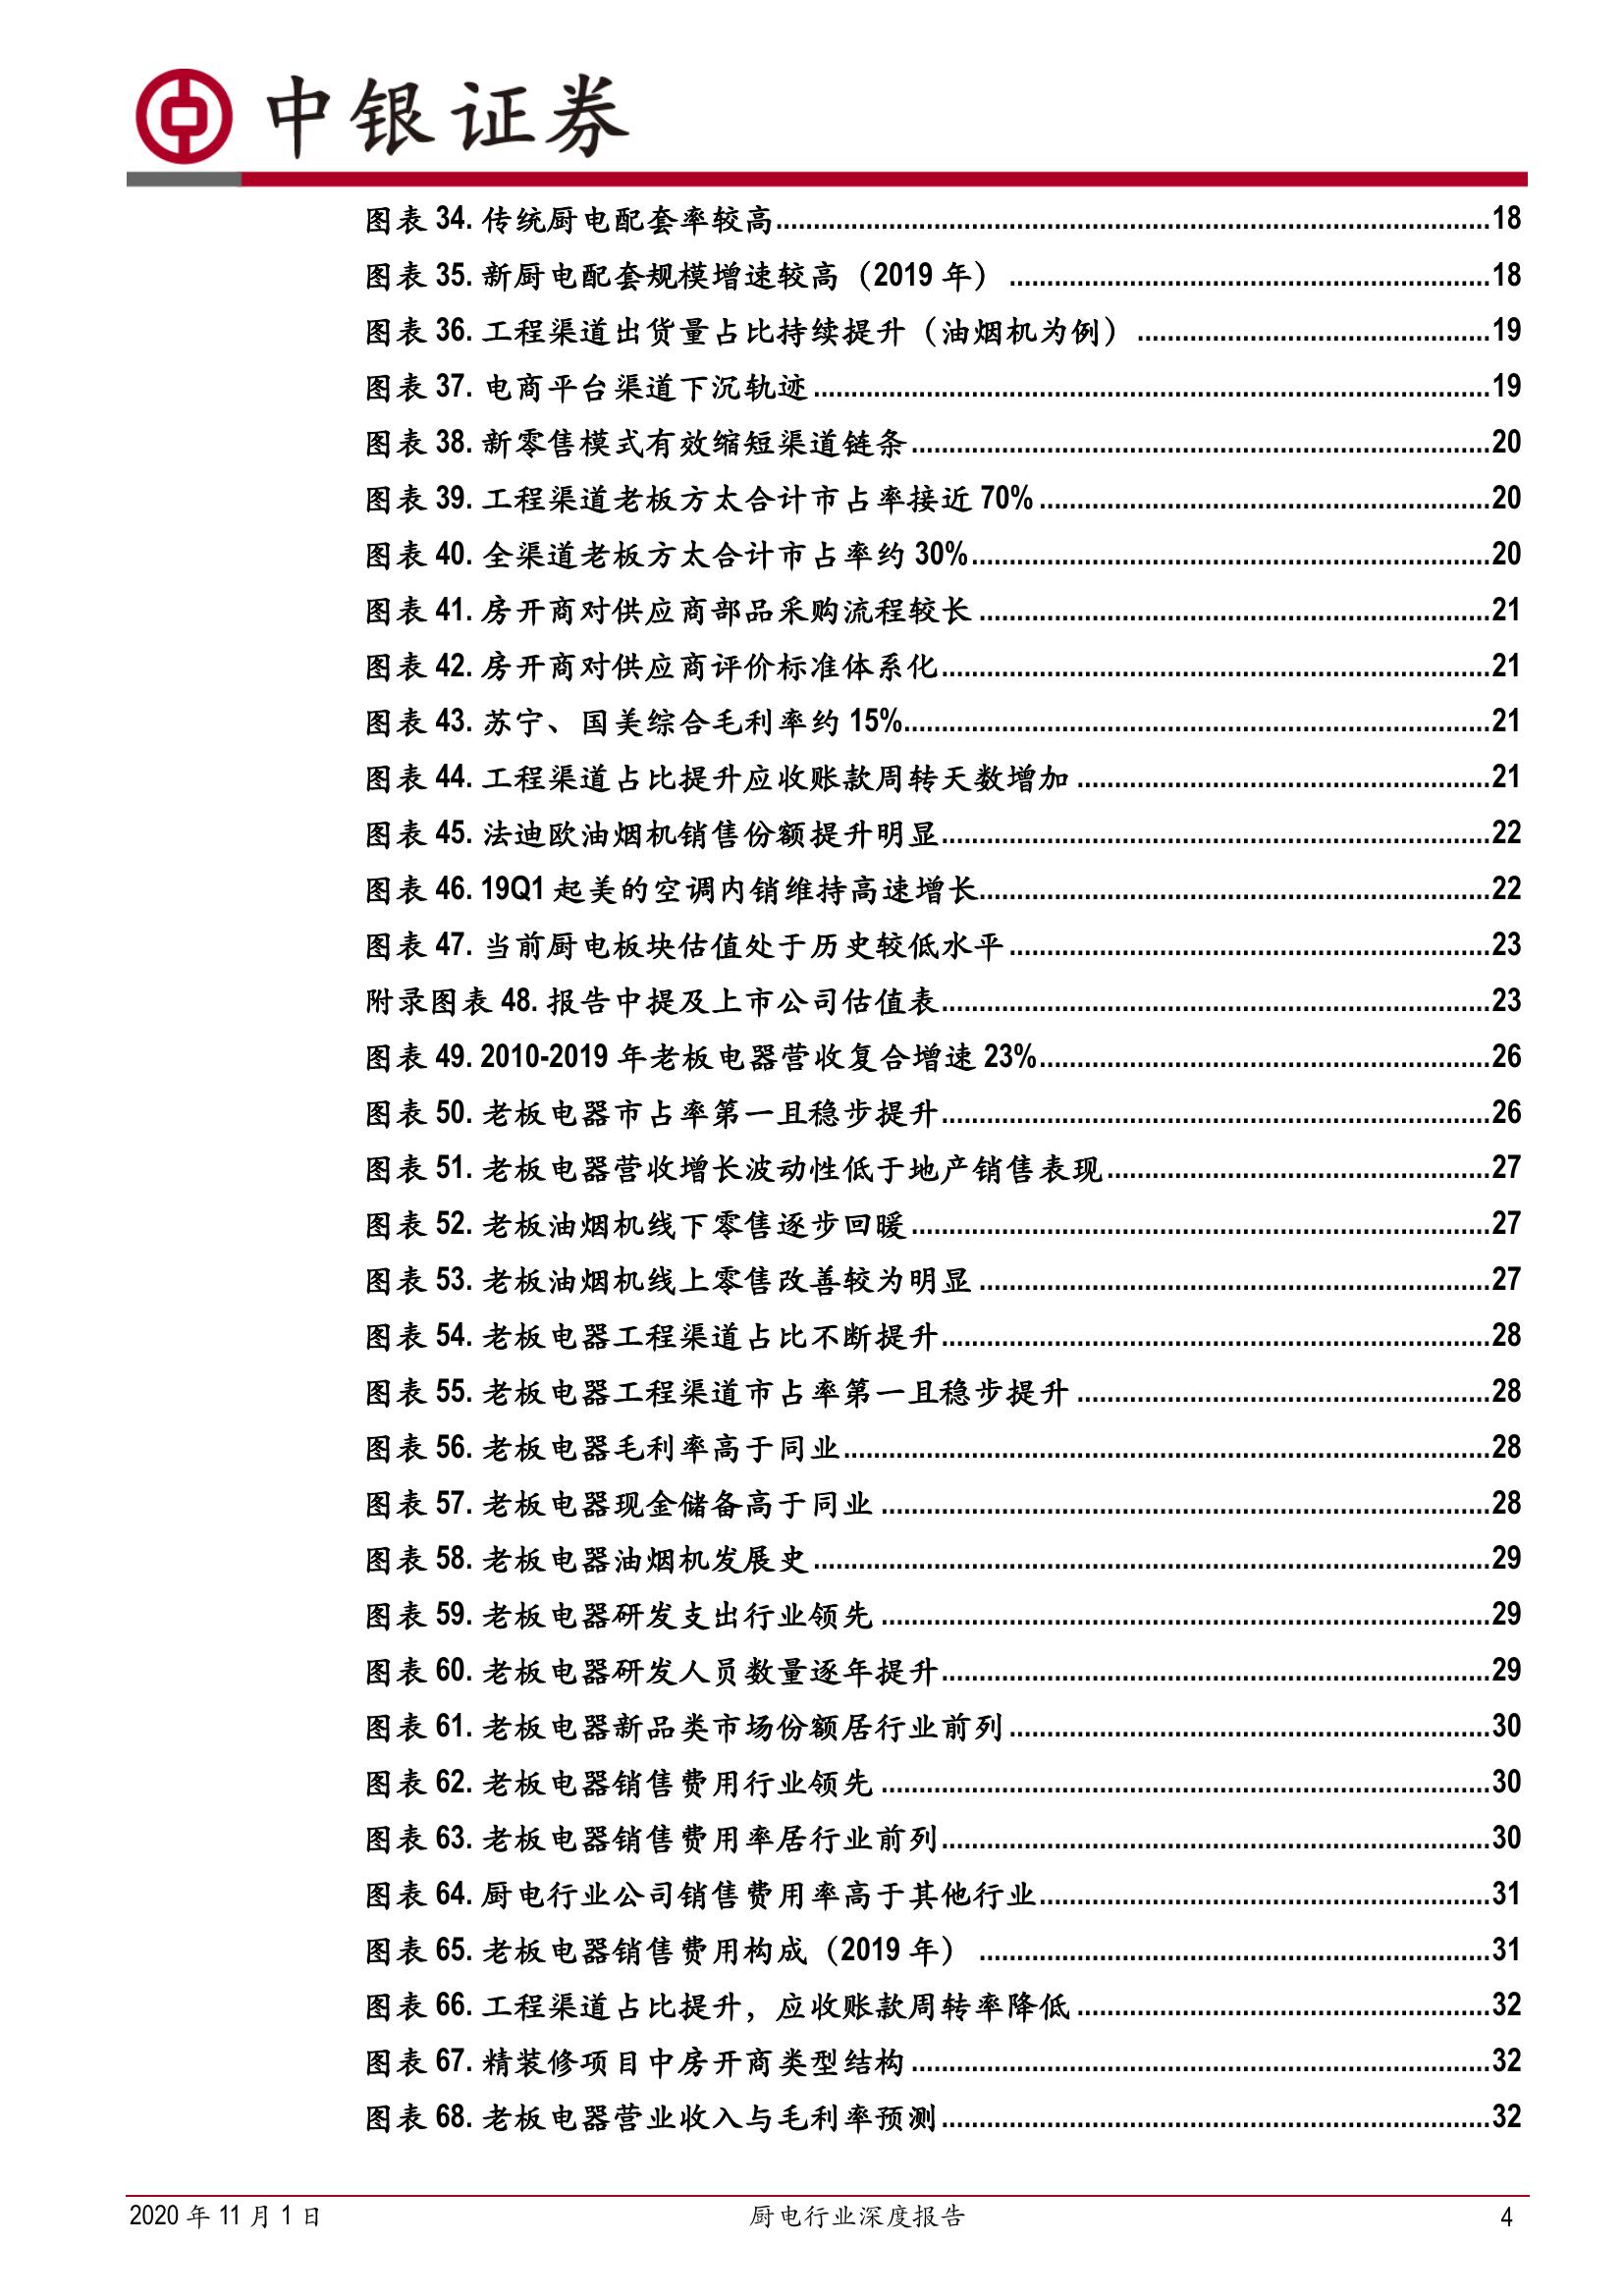 中银证券
图表 34. 传统厨电配套率较高.....18
图表 35. 新厨电配套规模增速较高（2019 年）.....18
图表 36. 工程渠道出货量占比持续提升（油烟机为例）.....19
图表 37. 电商平台渠道下沉轨迹.....19
图表 38. 新零售模式有效缩短渠道链条.....20
图表 39. 工程渠道老板方太合计市占率接近 70%.....20
图表 40. 全渠道老板方太合计市占率约 30%.....20
图表 41. 房开商对供应商部品采购流程较长.....21
图表 42. 房开商对供应商评价标准体系化.....21
图表 43. 苏宁、国美综合毛利率约 15%.....21
图表 44. 工程渠道占比提升应收账款周转天数增加.....21
图表 45. 法迪欧油烟机销售份额提升明显.....22
图表 46. 19Q1 起美的空调内销维持高速增长.....22
图表 47. 当前厨电板块估值处于历史较低水平.....23
附录图表 48. 报告中提及上市公司估值表.....23
图表 49. 2010-2019 年老板电器营收复合增速 23%.....26
图表 50. 老板电器市占率第一且稳步提升.....26
图表 51. 老板电器营收增长波动性低于地产销售表现.....27
图表 52. 老板油烟机线下零售逐步回暖.....27
图表 53. 老板油烟机线上零售改善较为明显.....27
图表 54. 老板电器工程渠道占比不断提升.....28
图表 55. 老板电器工程渠道市占率第一且稳步提升.....28
图表 56. 老板电器毛利率高于同业.....28
图表 57. 老板电器现金储备高于同业.....28
图表 58. 老板电器油烟机发展史.....29
图表 59. 老板电器研发支出行业领先.....29
图表 60. 老板电器研发人员数量逐年提升.....29
图表 61. 老板电器新品类市场份额居行业前列.....30
图表 62. 老板电器销售费用行业领先.....30
图表 63. 老板电器销售费用率居行业前列.....30
图表 64. 厨电行业公司销售费用率高于其他行业.....31
图表 65. 老板电器销售费用构成（2019 年）.....31
图表 66. 工程渠道占比提升，应收账款周转率降低.....32
图表 67. 精装修项目中房开商类型结构.....32
图表 68. 老板电器营业收入与毛利率预测.....32
2020 年 11 月 1 日 厨电行业深度报告 4